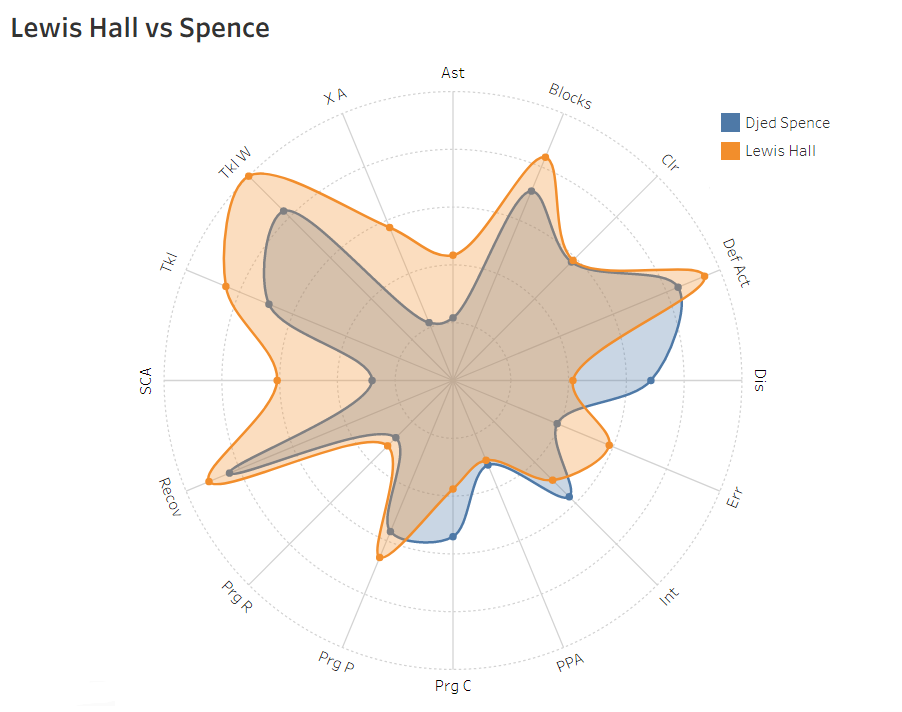 Lewis Hall vs Spence
Ast
Blocks
Clr
Def Act
Dis
Err
Int
PPA
Prg C
Prg P
Prg R
Recov
SCA
Tkl
Tkl W
X A
Djed Spence
Lewis Hall